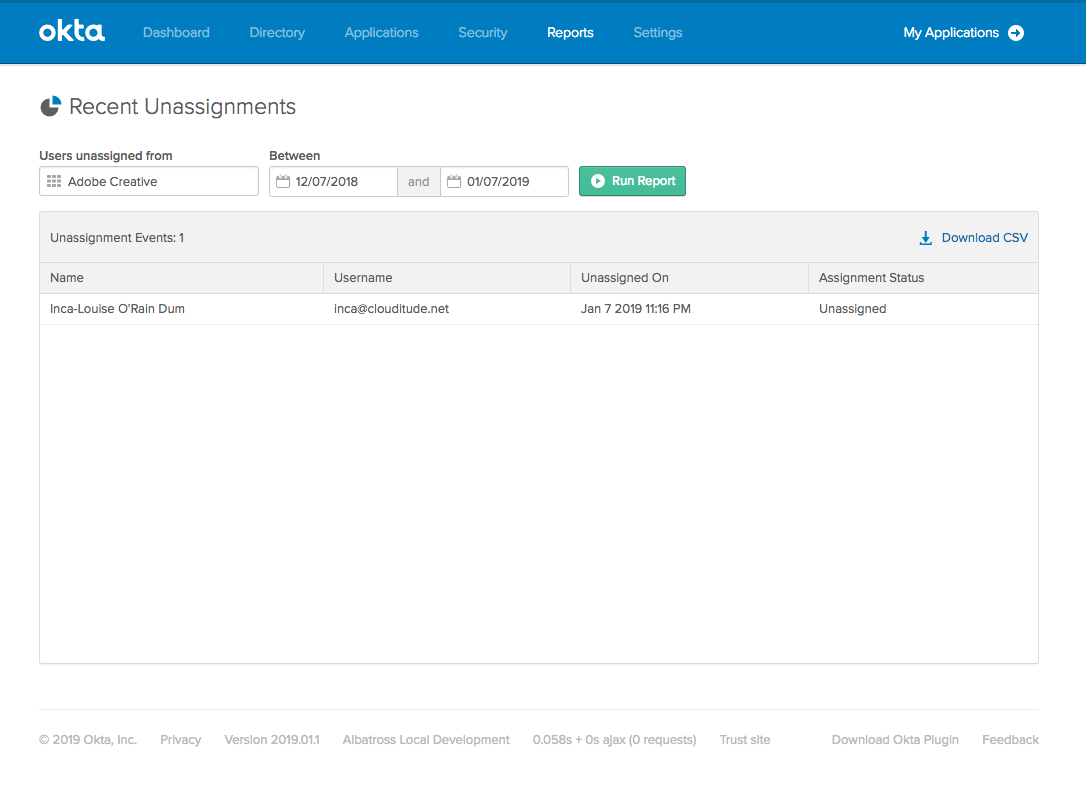 okta Dashboard Directory Applications Security Reports Settings My Applications
Recent Unassignments
Users unassigned from Between
Adobe Creative 12/07/2018 and 01/07/2019 Run Report
Unassignment Events: 1 Download CSV
Name Username Unassigned On Assignment Status
Inca-Louise O'Rain Dum inca@clouditude.net Jan 7 2019 11:16 PM Unassigned
© 2019 Okta, Inc. Privacy Version 2019.01.1 Albatross Local Development 0.058s + 0s ajax (0 requests) Trust site Download Okta Plugin Feedback